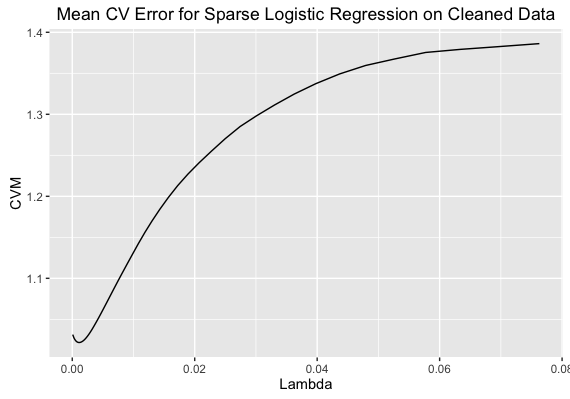 Mean CV Error for Sparse Logistic Regression on Cleaned Data
1.4
1.3
1.2
1.1
CVM
0.00 0.02 0.04 0.06 0.08
Lambda